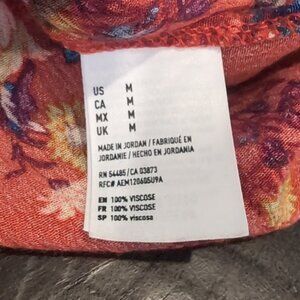 US M
CA M
MX M
UK M
MADE IN JORDAN / FABRIQUÉ EN
JORDANIE / HECHO EN JORDANIA
RN 54485/CA 03873
RFC# AEM120605U9A
EN 100% VISCOSE
FR 100% VISCOSE
SP 100% viscosa